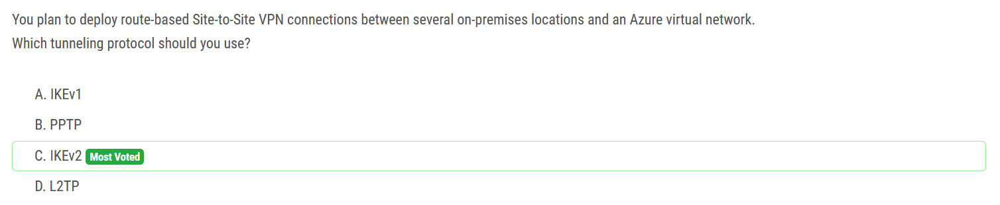 You plan to deploy route-based Site-to-Site VPN connections between several on-premises locations and an Azure virtual network.
Which tunneling protocol should you use?
A. IKEv1
B. PPTP
C. IKEv2 Most Voted
D. L2TP